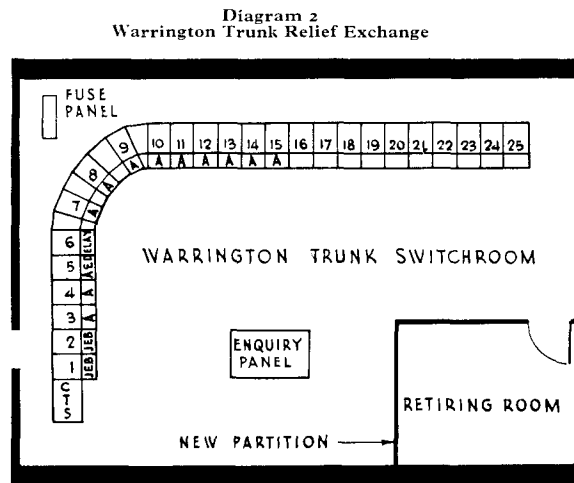 Diagram 2
Warrington Trunk Relief Exchange
FUSE
PANEL
10 11 12 13 14 15 16 17 18 19 20 21 22 23 24 25
A A A A A A
9 A
8 A
7 A
6 DELAY
5 AE
4 A
3 A
2 JEB
1 JEB
CTS
WARRINGTON TRUNK SWITCHROOM
ENQUIRY
PANEL
RETIRING ROOM
NEW PARTITION